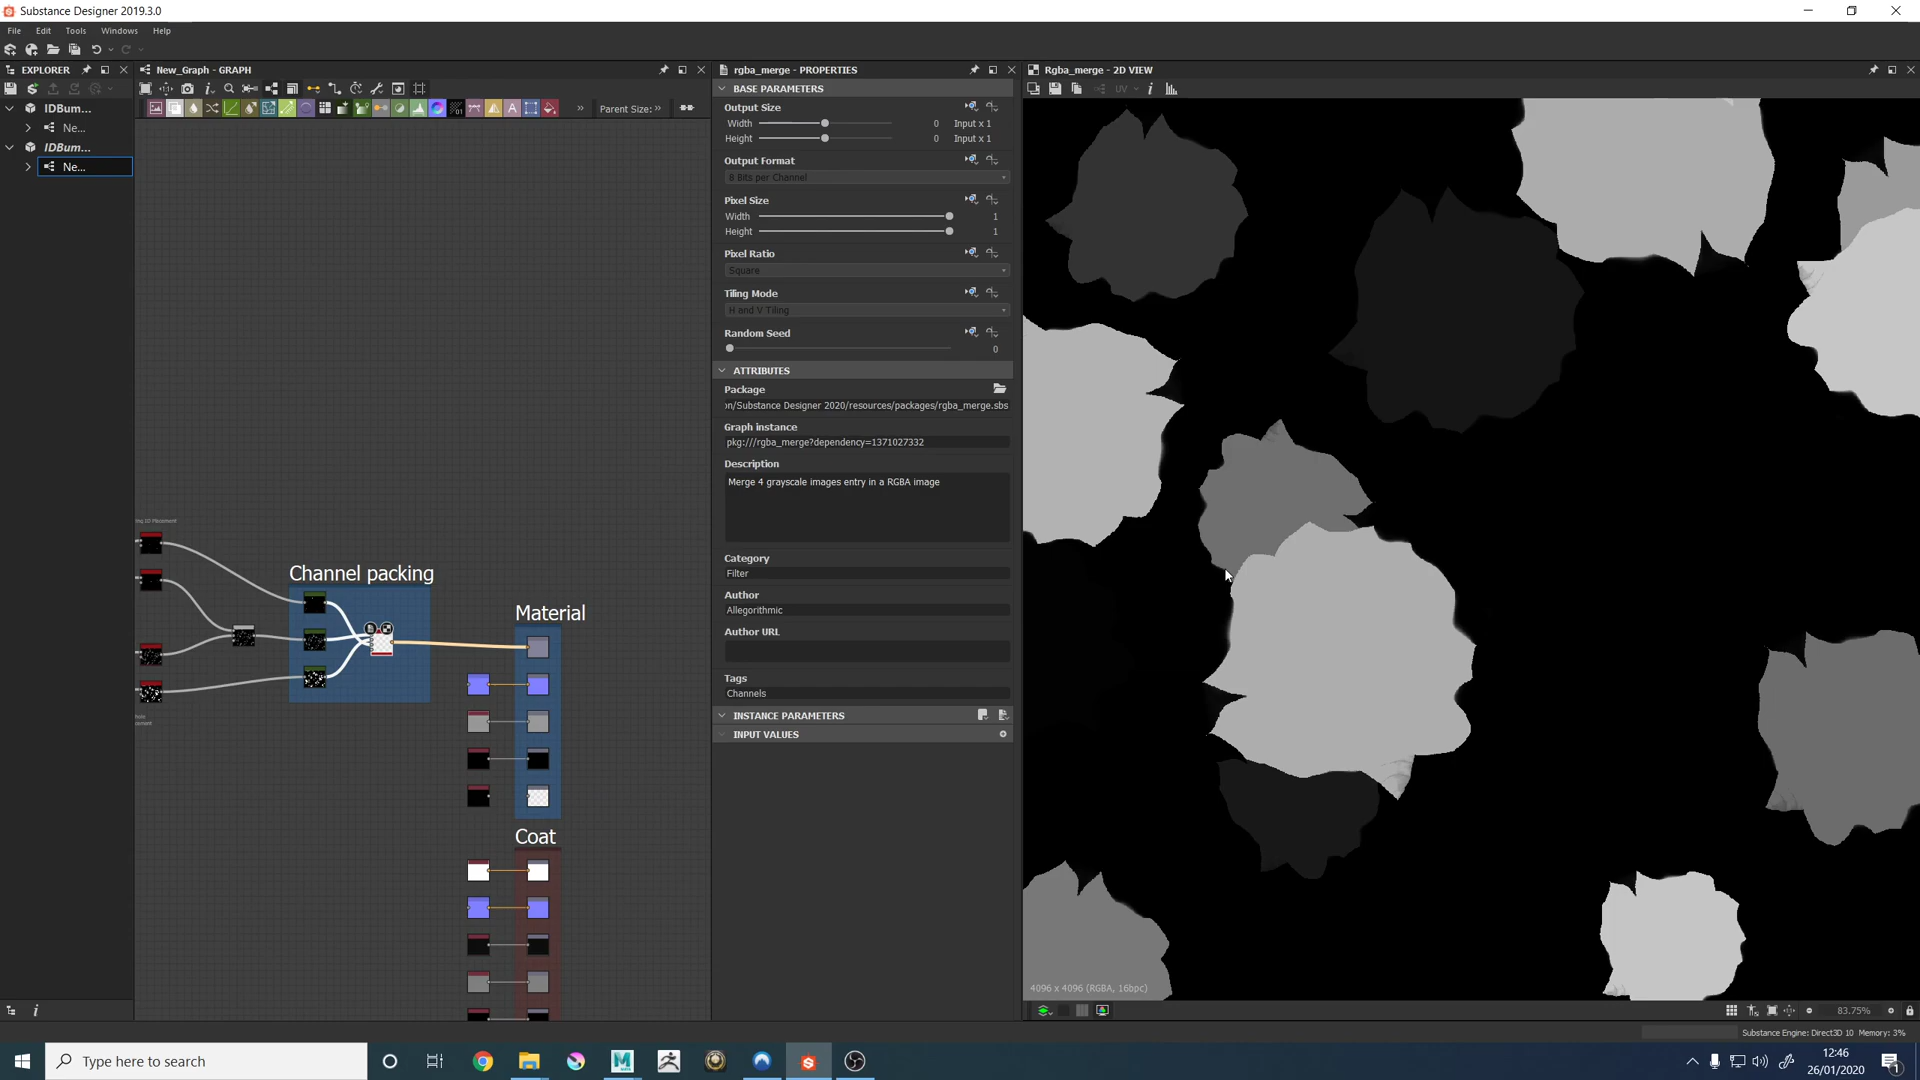 Substance Designer 2019.3.0
File Edit Tools Windows Help
EXPLORER
New_Graph - GRAPH
rgba_merge - PROPERTIES
Rgba_merge - 2D VIEW
UV
Parent Size:
IDBum...
Ne...
IDBum...
Ne...
BASE PARAMETERS
Output Size
Width 0 Input x 1
Height 0 Input x 1
Output Format
8 Bits per Channel
Pixel Size
Width 1
Height 1
Pixel Ratio
Square
Tiling Mode
H and V Tiling
Random Seed
0
ATTRIBUTES
Package
on/Substance Designer 2020/resources/packages/rgba_merge.sbs
Graph instance
pkg:///rgba_merge?dependency=1371027332
Description
Merge 4 grayscale images entry in a RGBA image
Category
Filter
Author
Allegorithmic
Author URL
Tags
Channels
INSTANCE PARAMETERS
INPUT VALUES
Channel packing
Material
Coat
4096 x 4096 (RGBA, 16bpc)
83.75%
Substance Engine: Direct3D 10 Memory: 3%
Type here to search
12:46
26/01/2020
1